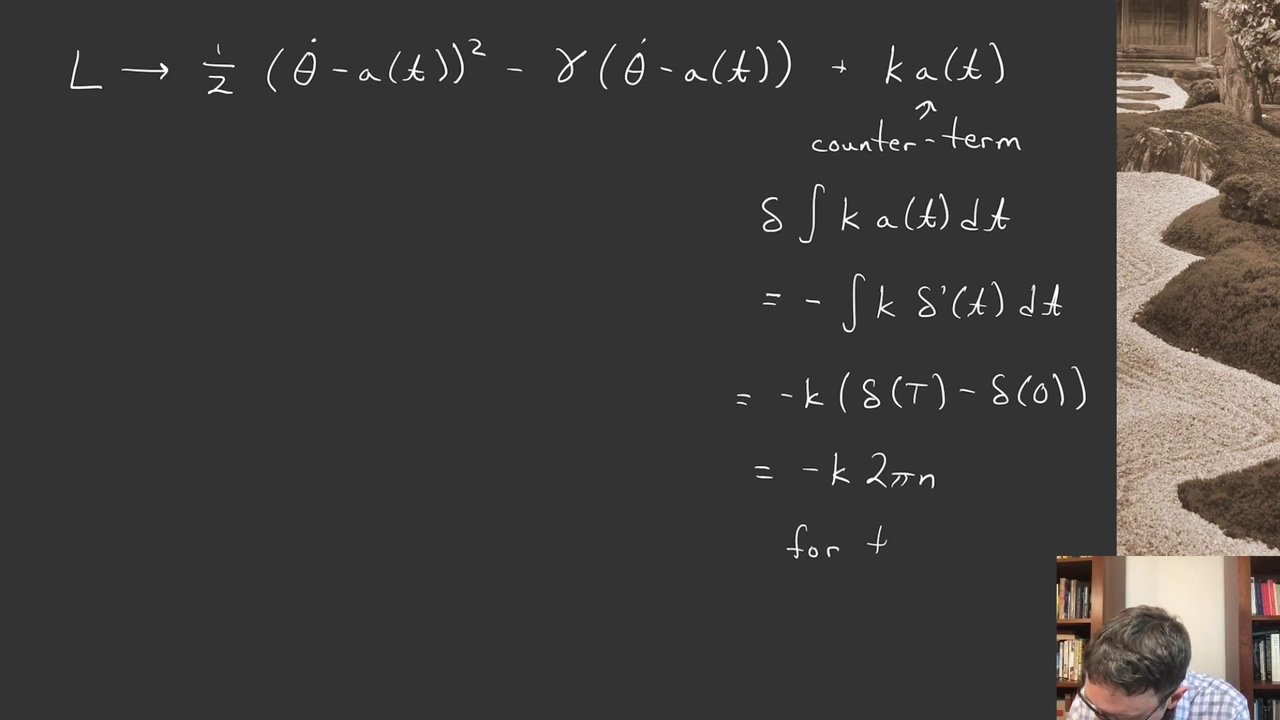 L → 1/2 (θ̇ - a(t))² - γ(θ̇ - a(t)) + k a(t)
↑
counter-term
δ ∫ k a(t) dt
= - ∫ k δ'(t) dt
= -k (δ(T) - δ(0))
= -k 2πn
for t